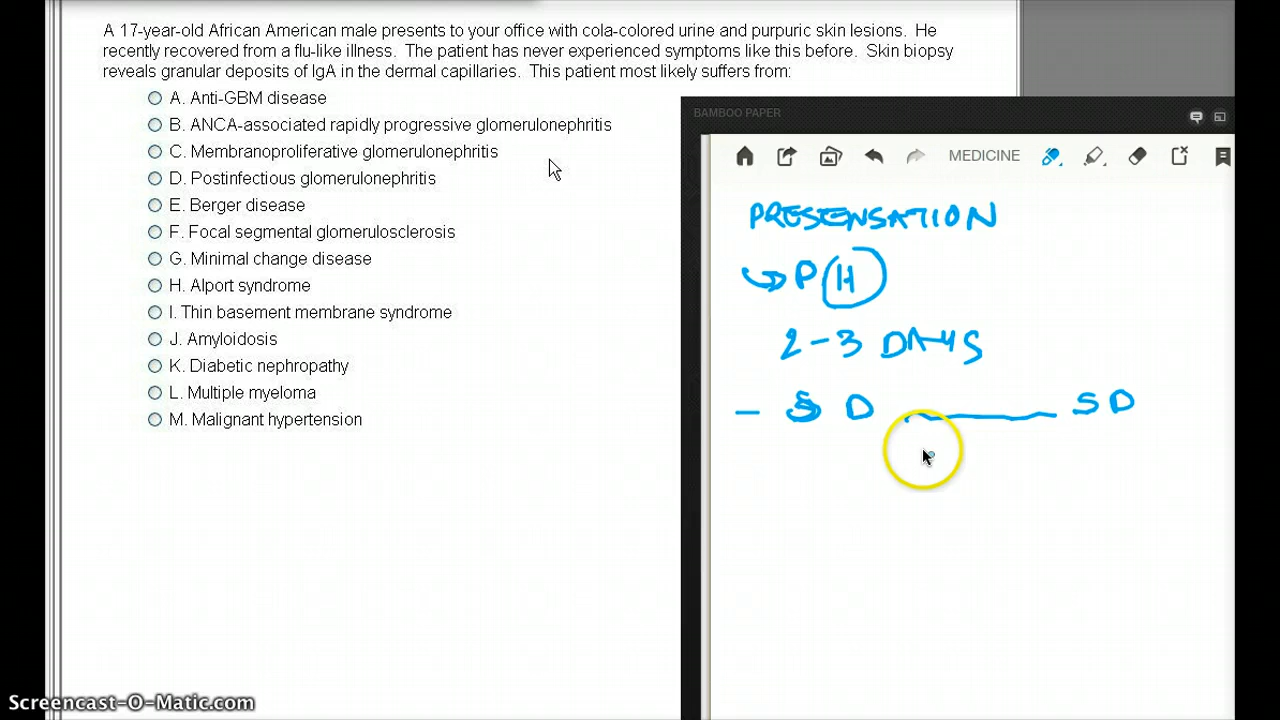 A 17-year-old African American male presents to your office with cola-colored urine and purpuric skin lesions. He
recently recovered from a flu-like illness. The patient has never experienced symptoms like this before. Skin biopsy
reveals granular deposits of IgA in the dermal capillaries. This patient most likely suffers from:
A. Anti-GBM disease
B. ANCA-associated rapidly progressive glomerulonephritis
C. Membranoproliferative glomerulonephritis
D. Postinfectious glomerulonephritis
E. Berger disease
F. Focal segmental glomerulosclerosis
G. Minimal change disease
H. Alport syndrome
I. Thin basement membrane syndrome
J. Amyloidosis
K. Diabetic nephropathy
L. Multiple myeloma
M. Malignant hypertension
BAMBOO PAPER
MEDICINE
PRESENSATION
P H
2-3 DAYS
- 5 D SD
Screencast-O-Matic.com